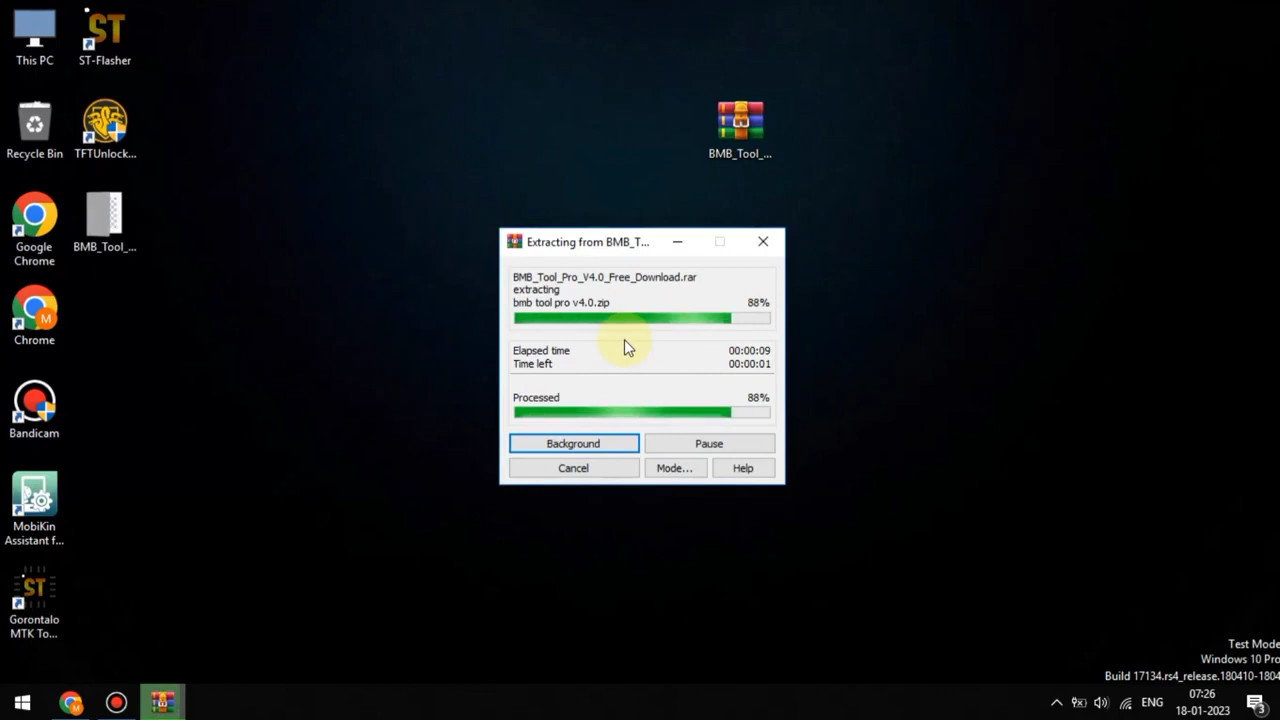 This PC
ST
ST-Flasher
Recycle Bin
TFTUnlock...
Google
Chrome
BMB_Tool_...
M
Chrome
Bandicam
MobiKin
Assistant f...
ST
Gorontalo
MTK To...
BMB_Tool_...
Extracting from BMB_T...
BMB_Tool_Pro_V4.0_Free_Download.rar
extracting
bmb tool pro v4.0.zip 88%
Elapsed time 00:00:09
Time left 00:00:01
Processed 88%
Background Pause
Cancel Mode... Help
Test Mode
Windows 10 Pro
Build 17134.rs4_release.180410-1804
ENG 07:26
18-01-2023
3